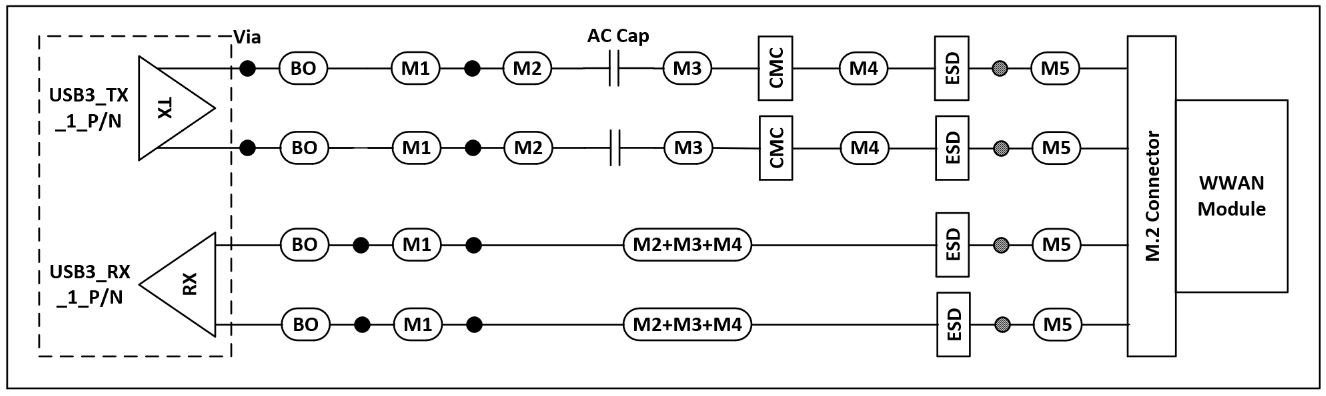 Via
AC Cap
USB3_TX
_1_P/N
TX
BO M1 M2 M3 CMC M4 ESD M5
BO M1 M2 M3 CMC M4 ESD M5
USB3_RX
_1_P/N
RX
BO M1 M2+M3+M4 ESD M5
BO M1 M2+M3+M4 ESD M5
M.2 Connector
WWAN
Module